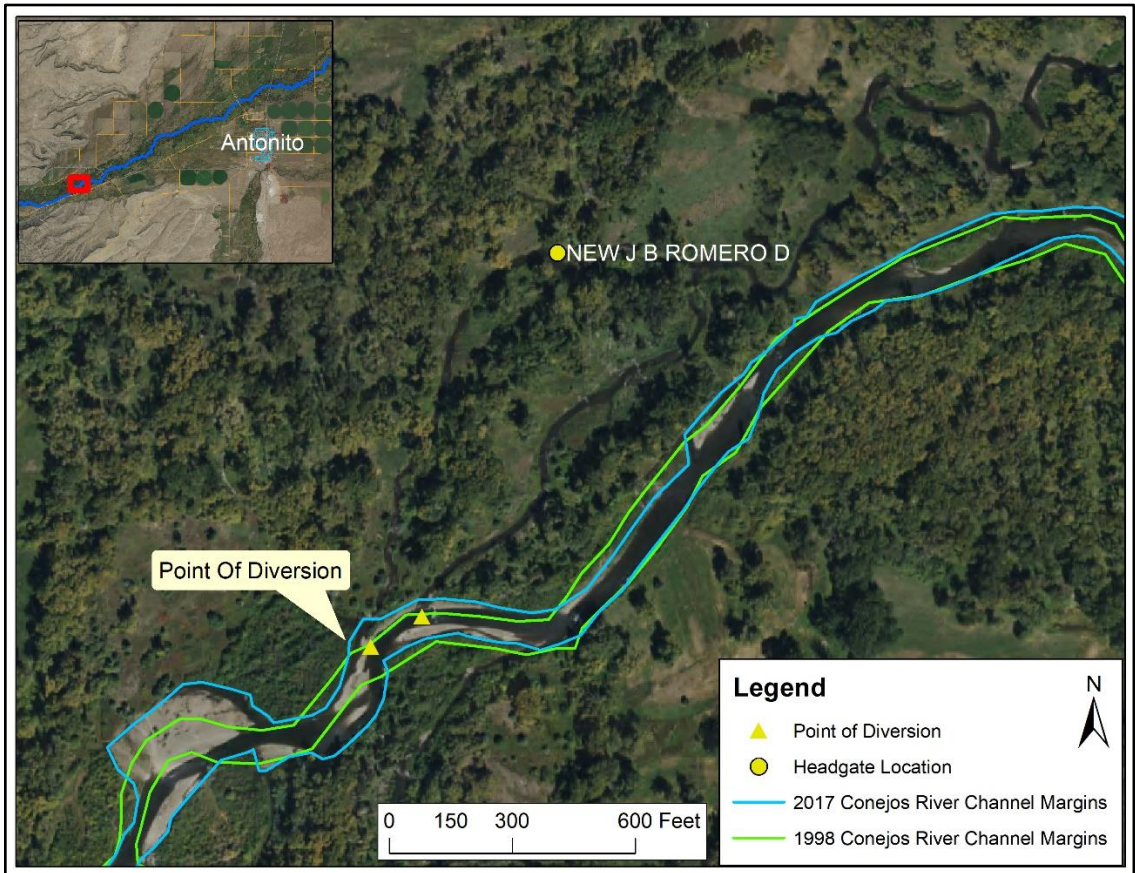 Antonito
NEW J B ROMERO D
Point Of Diversion
0 150 300 600 Feet
Legend
N
Point of Diversion
Headgate Location
2017 Conejos River Channel Margins
1998 Conejos River Channel Margins